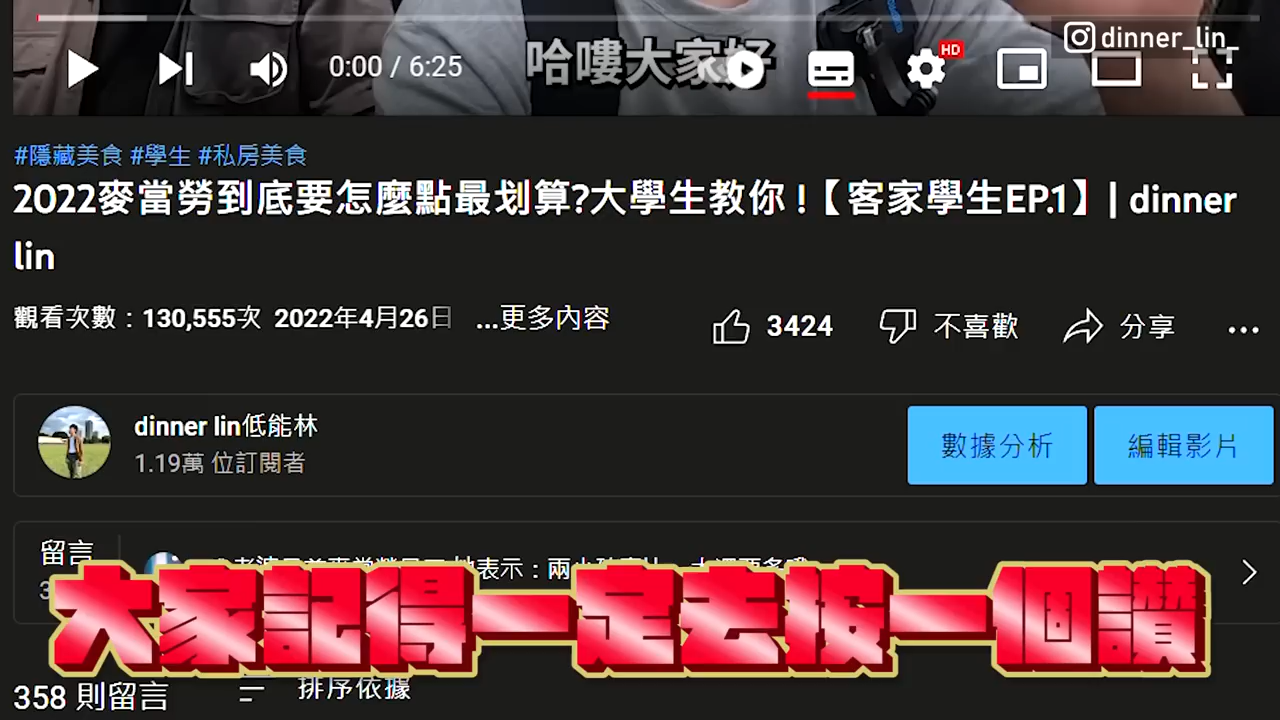 dinner_lin_
哈嘍大家好
0:00 / 6:25
HD
#隱藏美食 #學生 #私房美食
2022麥當勞到底要怎麼點最划算?大學生教你!【客家學生EP.1】| dinner
lin
觀看次數：130,555次 2022年4月26日 ...更多內容
3424 不喜歡 分享
dinner lin低能林
1.19萬 位訂閱者
數據分析 編輯影片
留言
表示：兩
大家記得一定去按一個讚
358 則留言 排序依據